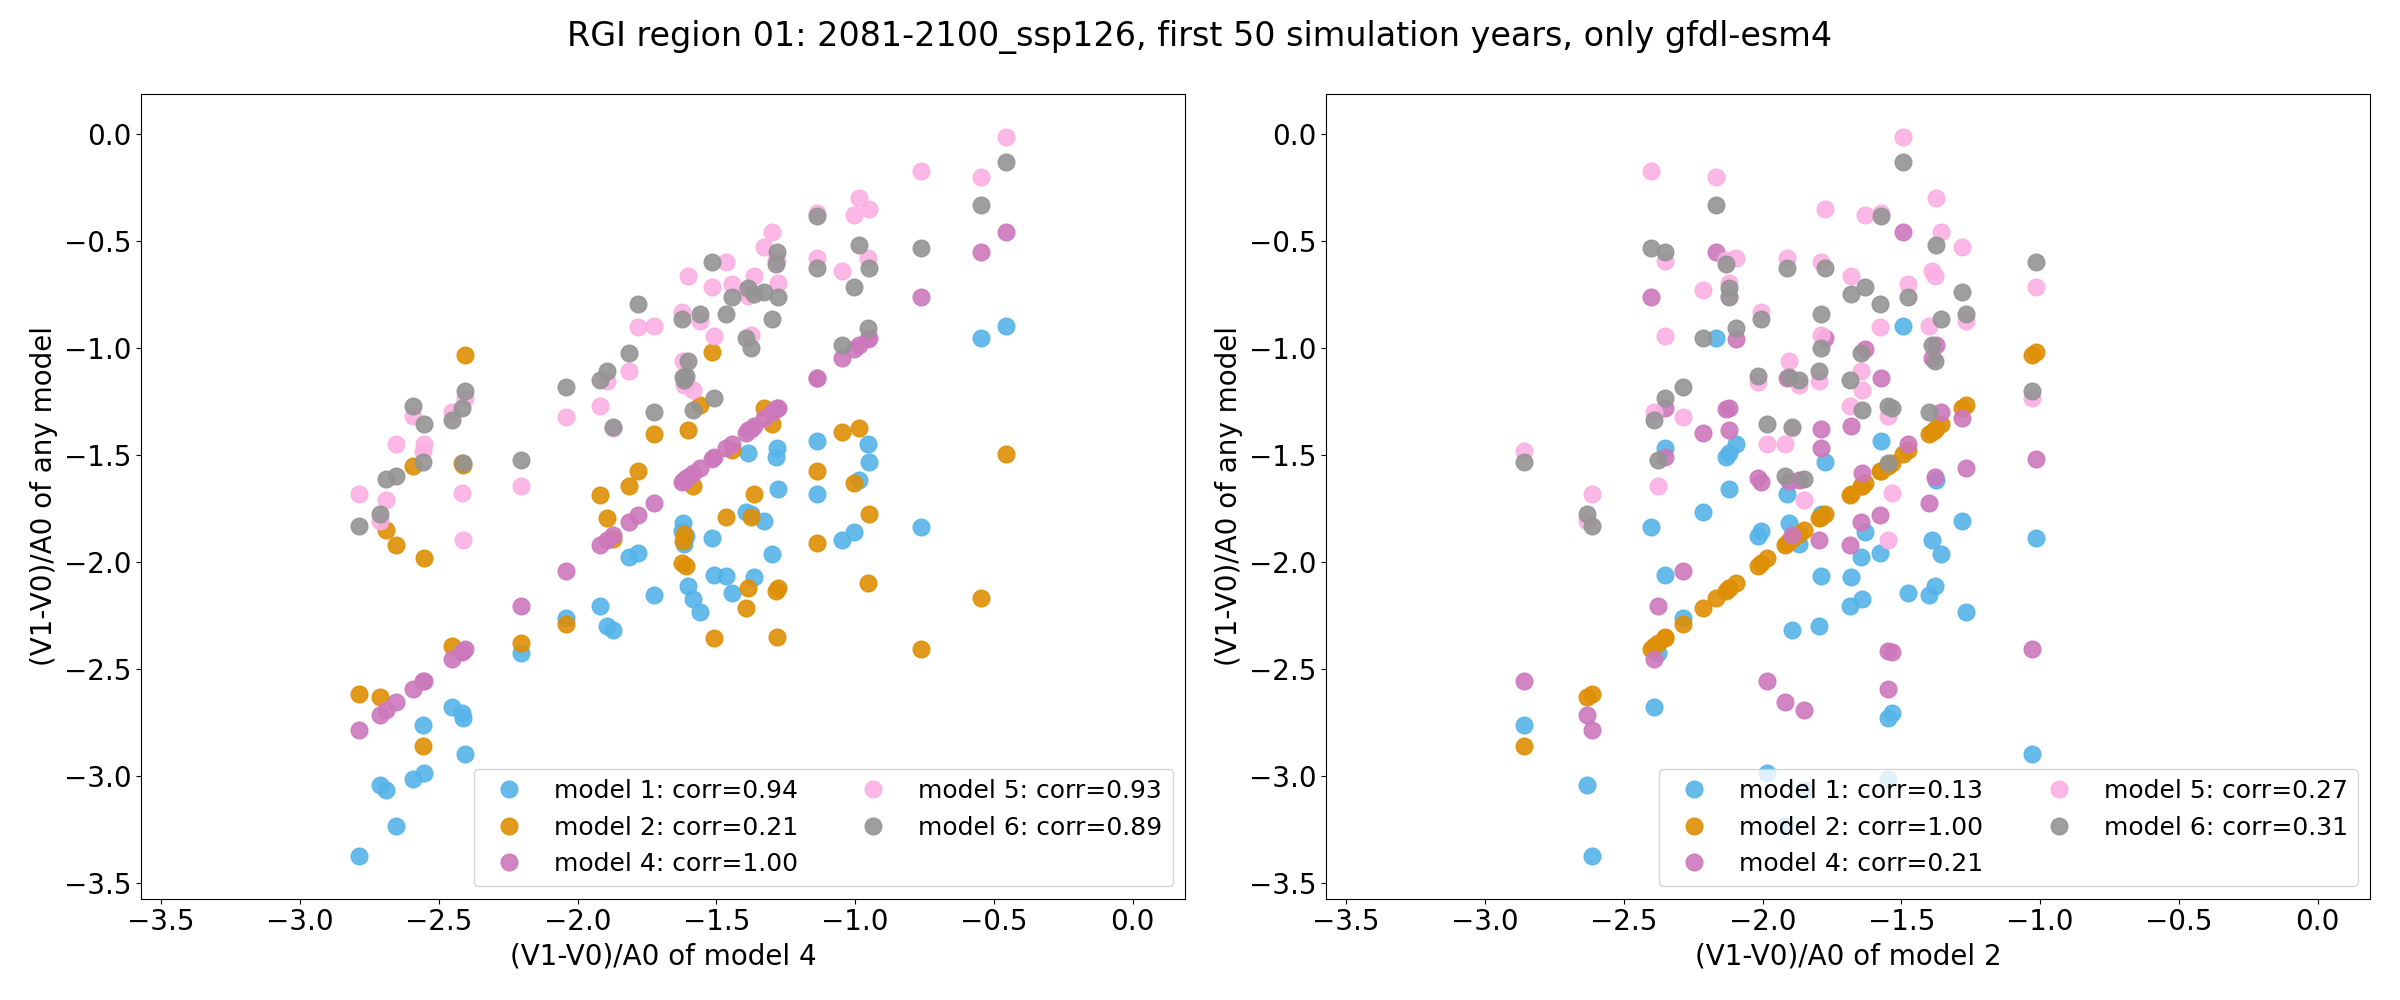 RGI region 01: 2081-2100_ssp126, first 50 simulation years, only gfdl-esm4
(V1-V0)/A0 of any model
0.0
−0.5
−1.0
−1.5
−2.0
−2.5
−3.0
−3.5
model 1: corr=0.94
model 2: corr=0.21
model 4: corr=1.00
model 5: corr=0.93
model 6: corr=0.89
−3.5 −3.0 −2.5 −2.0 −1.5 −1.0 −0.5 0.0
(V1-V0)/A0 of model 4
(V1-V0)/A0 of any model
0.0
−0.5
−1.0
−1.5
−2.0
−2.5
−3.0
−3.5
model 1: corr=0.13
model 2: corr=1.00
model 4: corr=0.21
model 5: corr=0.27
model 6: corr=0.31
−3.5 −3.0 −2.5 −2.0 −1.5 −1.0 −0.5 0.0
(V1-V0)/A0 of model 2